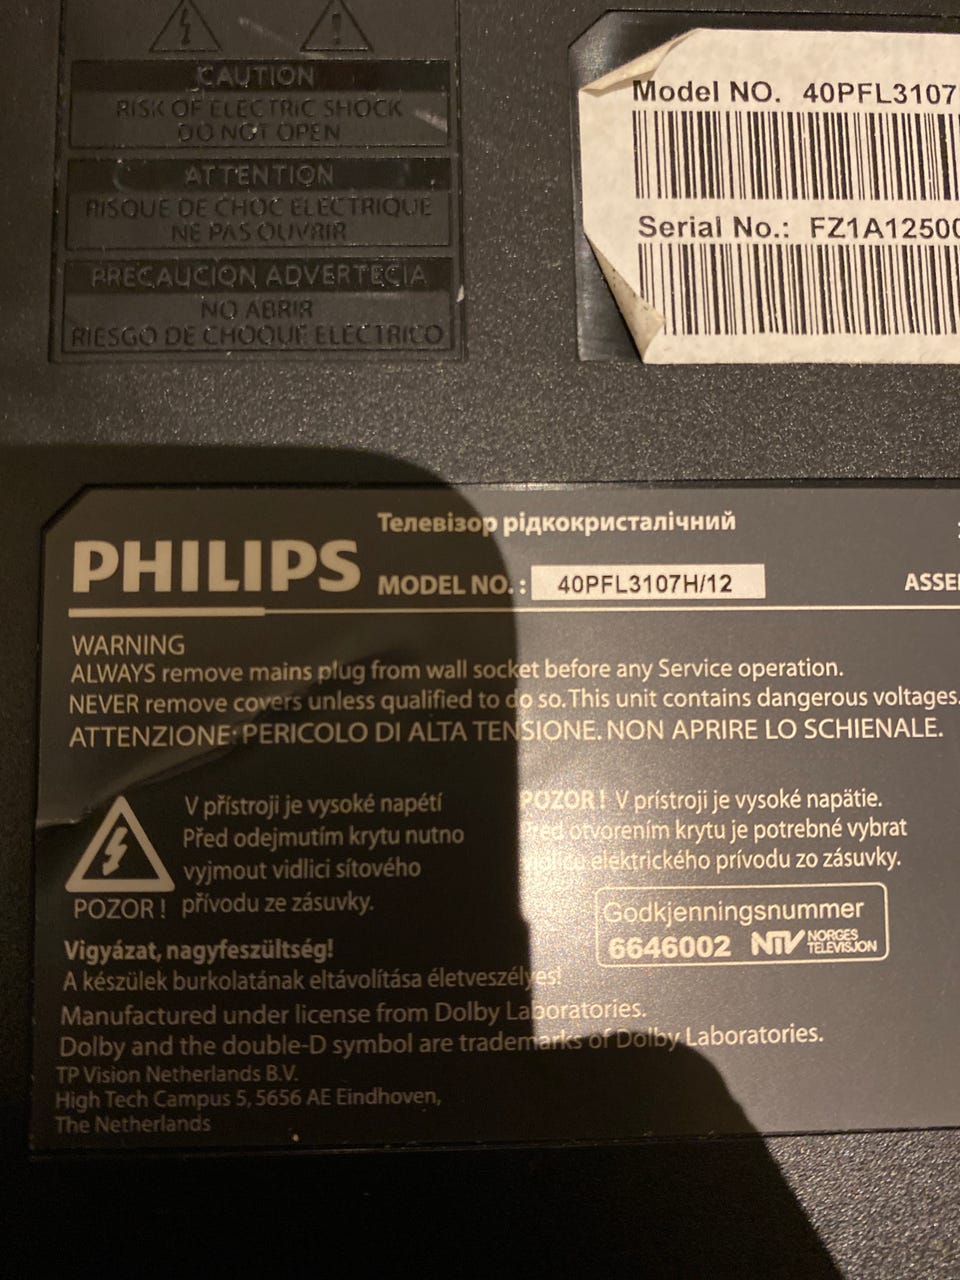 CAUTION
RISK OF ELECTRIC SHOCK
DO NOT OPEN
ATTENTION
RISQUE DE CHOC ELECTRIQUE
NE PAS OUVRIR
PRECAUCION ADVERTECIA
NO ABRIR
RIESGO DE CHOQUE ELECTRICO
Model NO. 40PFL3107
Serial No.: FZ1A12500
Телевізор рідкокристалічний
PHILIPS
MODEL NO. : 40PFL3107H/12
ASSE
WARNING
ALWAYS remove mains plug from wall socket before any Service operation.
NEVER remove covers unless qualified to do so. This unit contains dangerous voltages.
ATTENZIONE: PERICOLO DI ALTA TENSIONE. NON APRIRE LO SCHIENALE.
V přístroji je vysoké napétí
Před odejmutím krytu nutno
vyjmout vidlici sítového
POZOR ! přívodu ze zásuvky.
POZOR ! V prístroji je vysoké napätie.
Pred otvorením krytu je potrebné vybrat
elektrického prívodu zo zásuvky.
Godkjenningsnummer
6646002 NTV NORGES
TELEVISJON
Vigyázat, nagyfeszültség!
A készülek burkolatának eltávolítása életveszélyes!
Manufactured under license from Dolby Laboratories.
Dolby and the double-D symbol are trademarks of Dolby Laboratories.
TP Vision Netherlands B.V.
High Tech Campus 5, 5656 AE Eindhoven,
The Netherlands